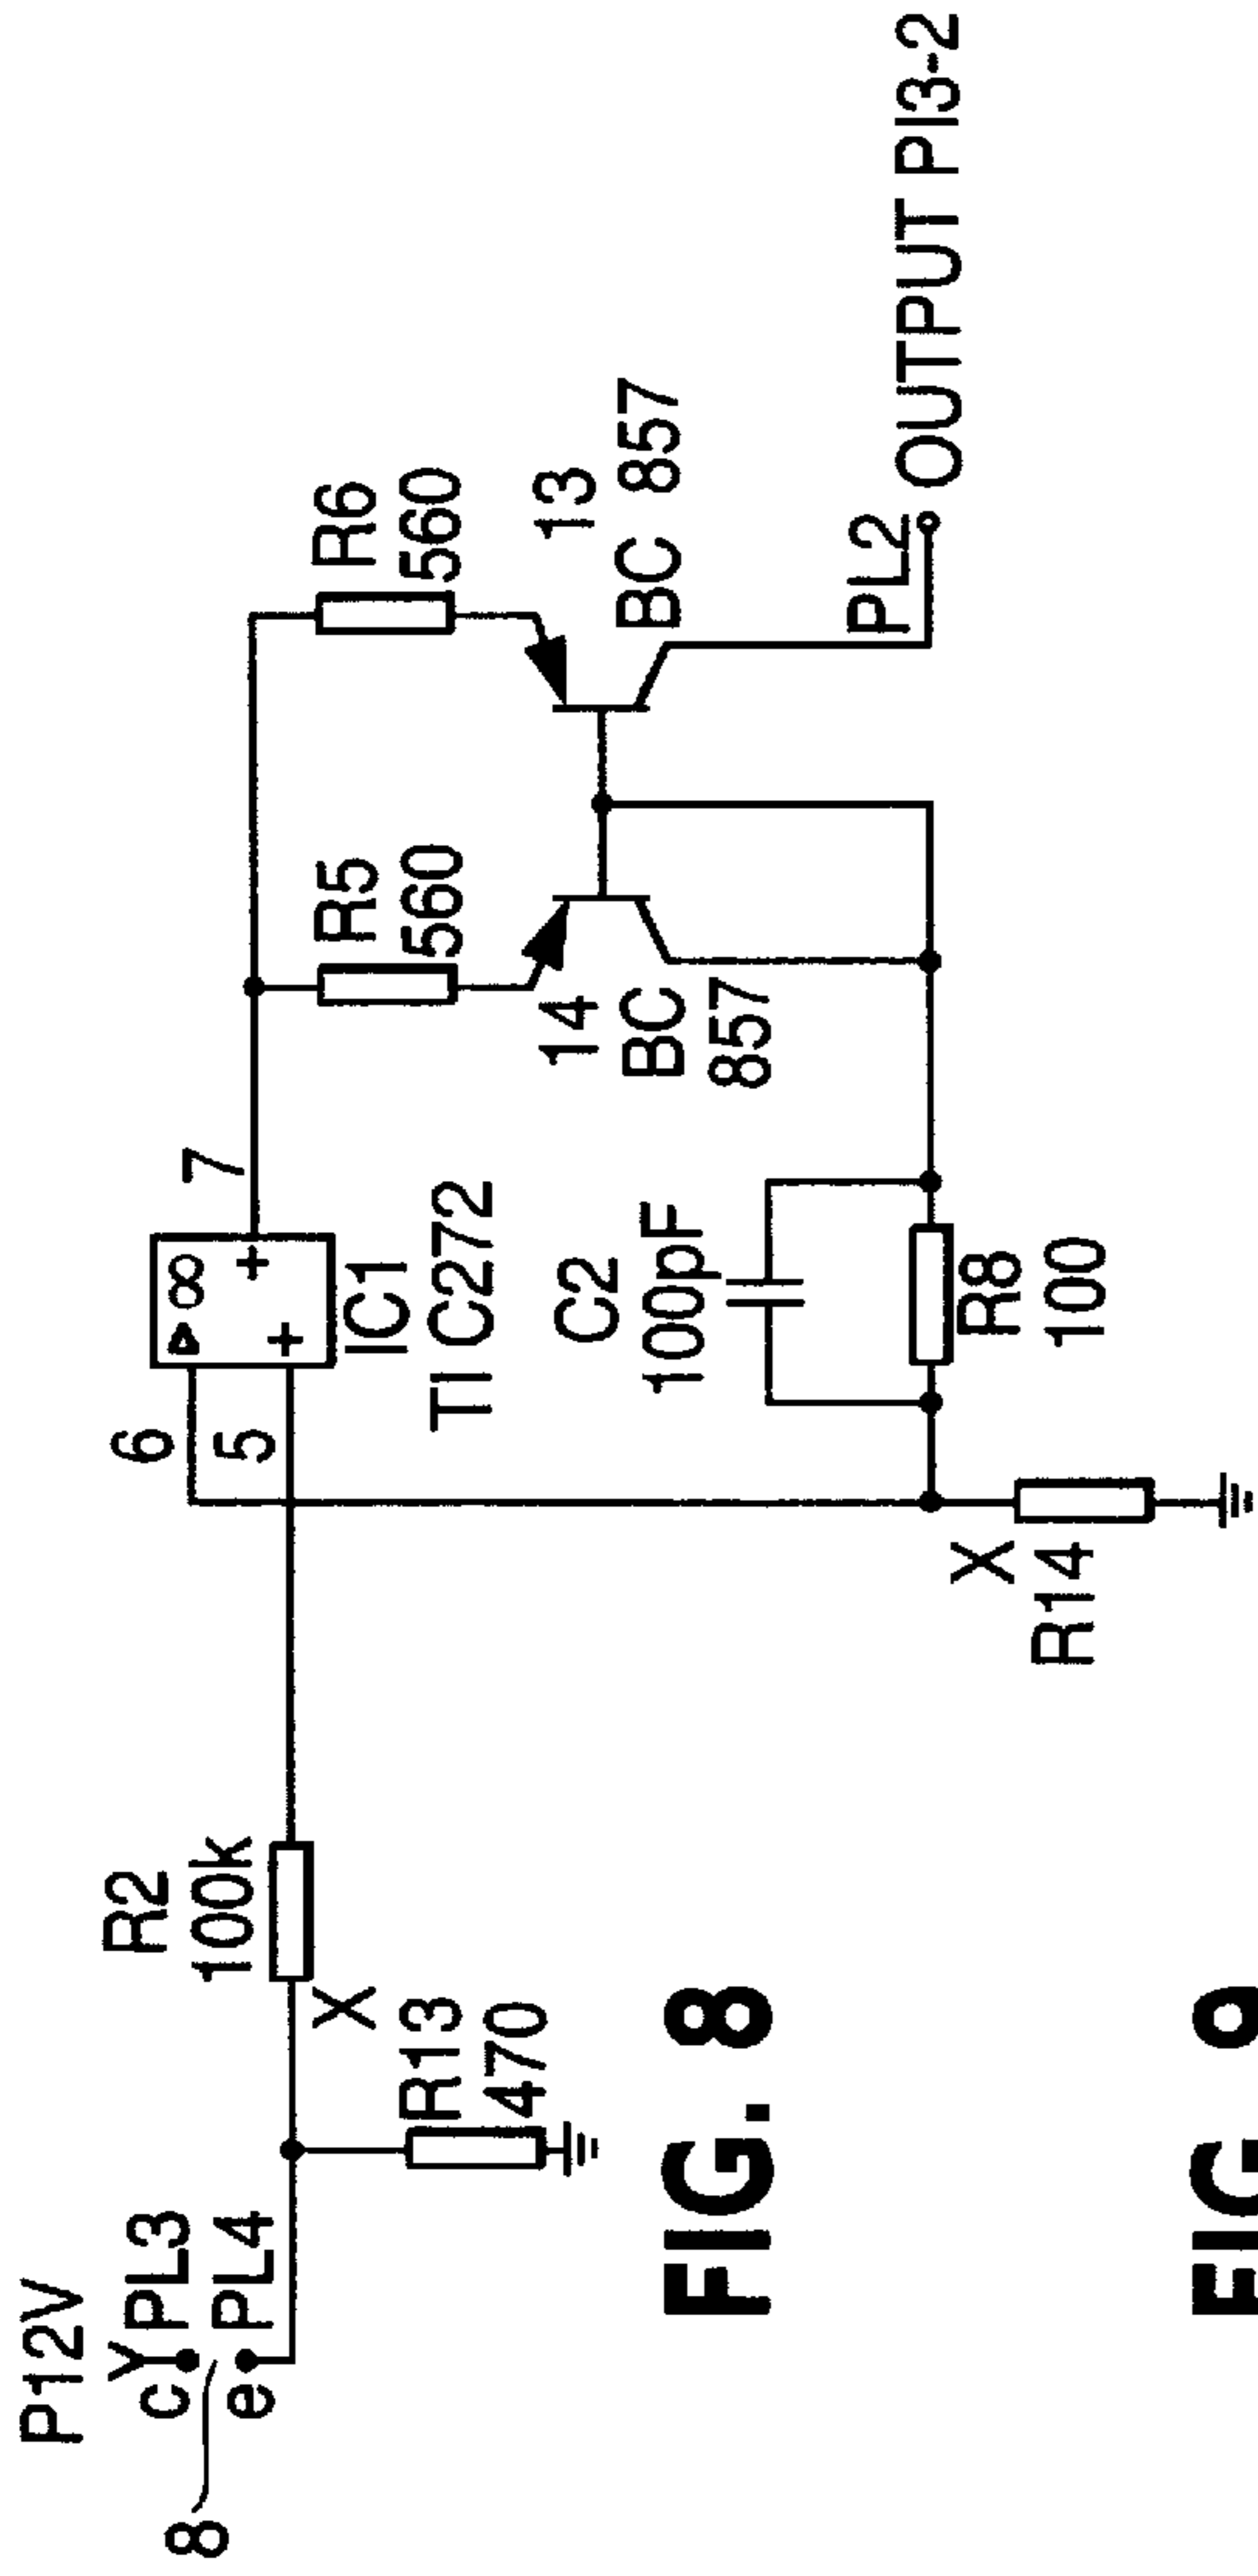 P12V
c PL3
e PL4
8
R2
100k
X
R13
470
6
5
7
∞
+
+
IC1
TI C272
C2
100pF
R8
100
X
R14
R5
560
R6
560
14
BC
857
13
BC 857
PL2
OUTPUT PI3-2
FIG. 8